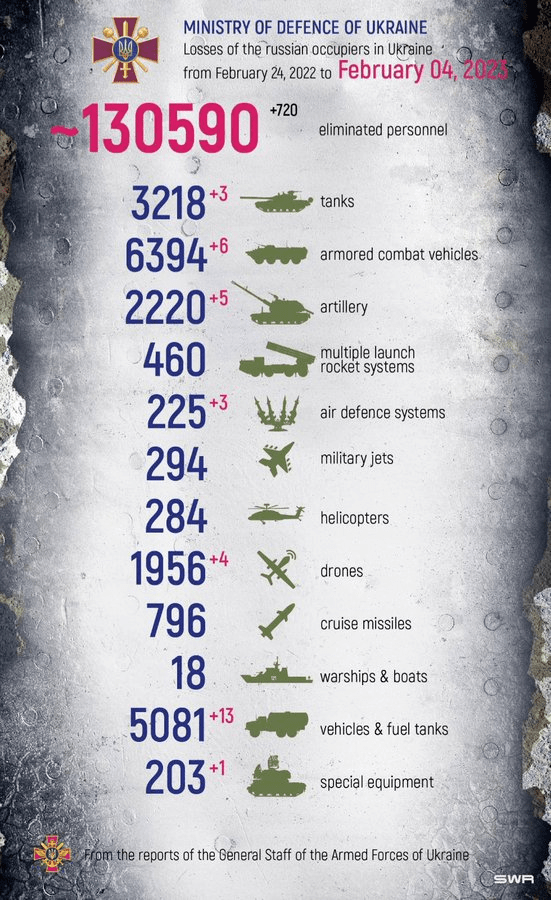 MINISTRY OF DEFENCE OF UKRAINE
Losses of the russian occupiers in Ukraine
from February 24, 2022 to February 04, 2023
~130590 +720 eliminated personnel
3218 +3 tanks
6394 +6 armored combat vehicles
2220 +5 artillery
460 multiple launch
rocket systems
225 +3 air defence systems
294 military jets
284 helicopters
1956 +4 drones
796 cruise missiles
18 warships & boats
5081 +13 vehicles & fuel tanks
203 +1 special equipment
From the reports of the General Staff of the Armed Forces of Ukraine
SWR